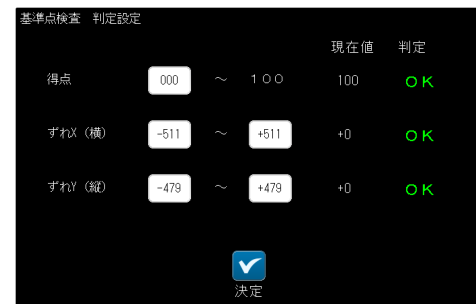 基準点検査 判定設定
現在値 判定
得点 000 ～ １００ 100 ＯＫ
ずれX (横) -511 ～ +511 +0 ＯＫ
ずれY (縦) -479 ～ +479 +0 ＯＫ
決定